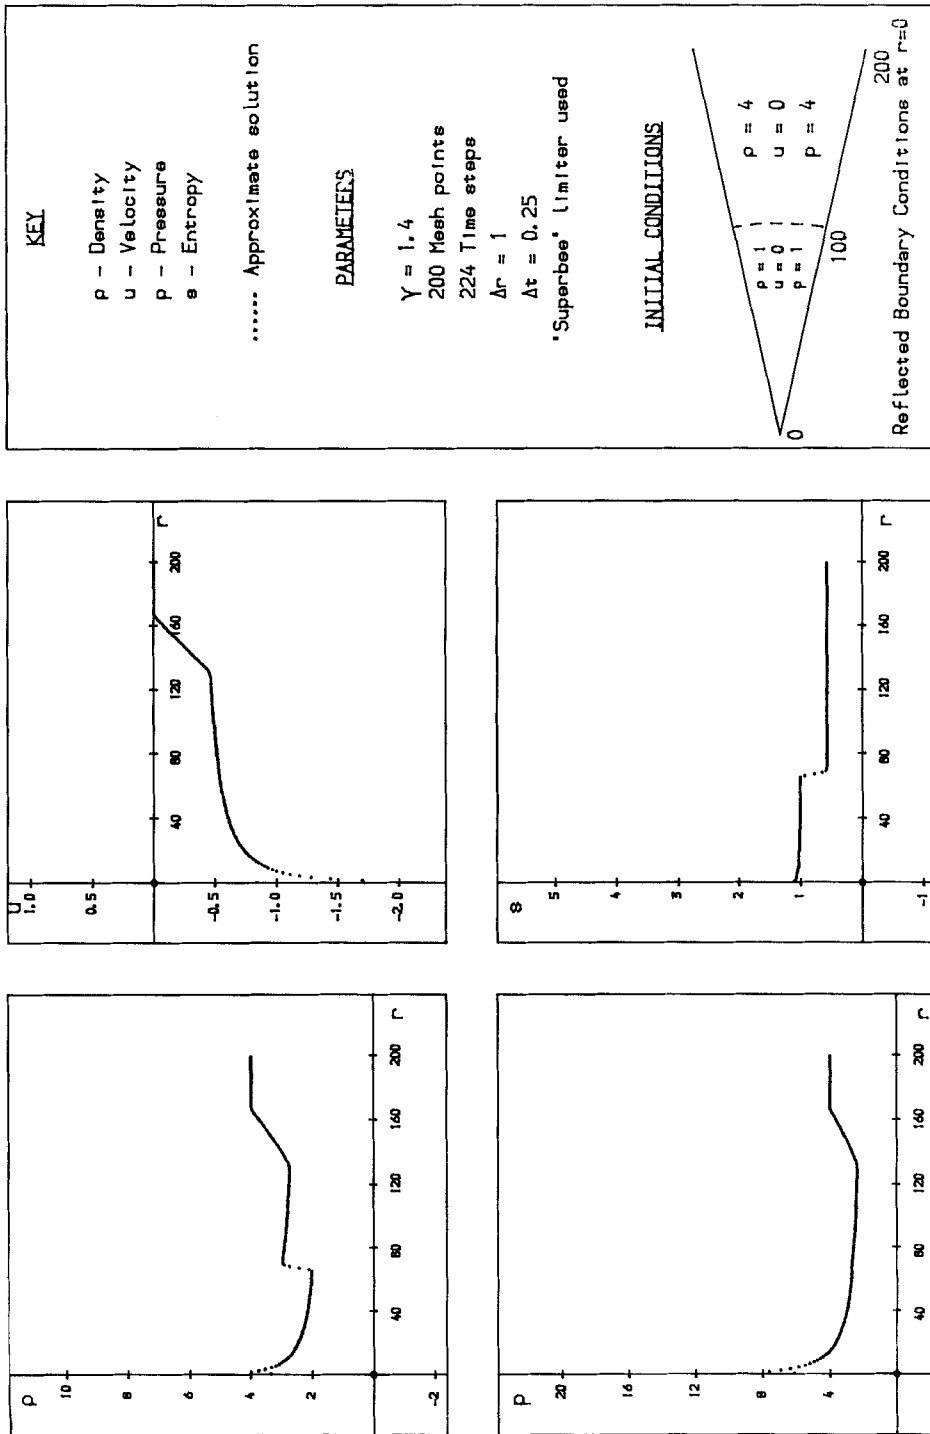 ρ
10
8
6
4
2
-2
40 80 120 160 200 r
u
1.0
0.5
-0.5
-1.0
-1.5
-2.0
40 80 120 160 200 r
p
20
16
12
8
4
40 80 120 160 200 r
s
5
4
3
2
1
-1
40 80 120 160 200 r
KEY
ρ - Density
u - Velocity
p - Pressure
s - Entropy
...... Approximate solution
PARAMETERS
γ = 1.4
200 Mesh points
224 Time steps
Δr = 1
Δt = 0.25
'Superbee' limiter used
INITIAL CONDITIONS
ρ = 1
u = 0
p = 1
ρ = 4
u = 0
p = 4
0 100 200
Reflected Boundary Conditions at r=0